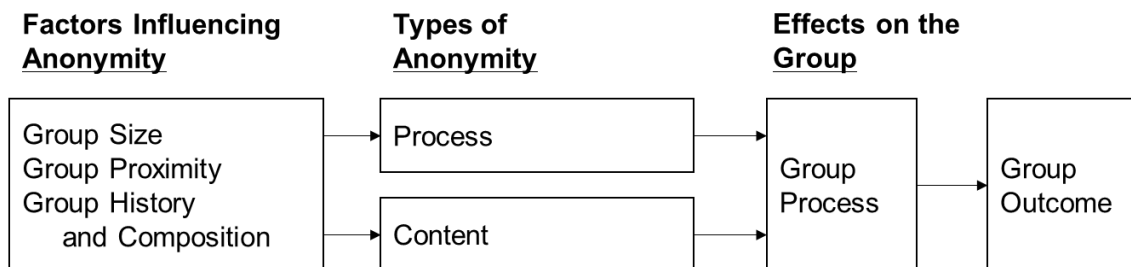 Factors Influencing
Anonymity
Types of
Anonymity
Effects on the
Group
Group Size
Group Proximity
Group History
and Composition
Process
Content
Group
Process
Group
Outcome